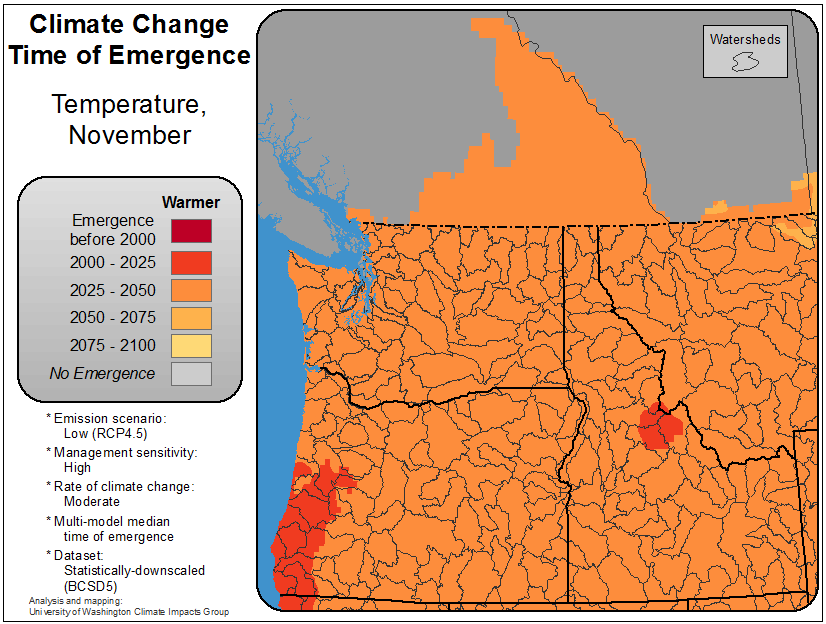 Climate Change
Time of Emergence
Temperature,
November
Warmer
Emergence
before 2000
2000 - 2025
2025 - 2050
2050 - 2075
2075 - 2100
No Emergence
* Emission scenario:
Low (RCP4.5)
* Management sensitivity:
High
* Rate of climate change:
Moderate
* Multi-model median
time of emergence
* Dataset:
Statistically-downscaled
(BCSD5)
Analysis and mapping:
University of Washington Climate Impacts Group
Watersheds